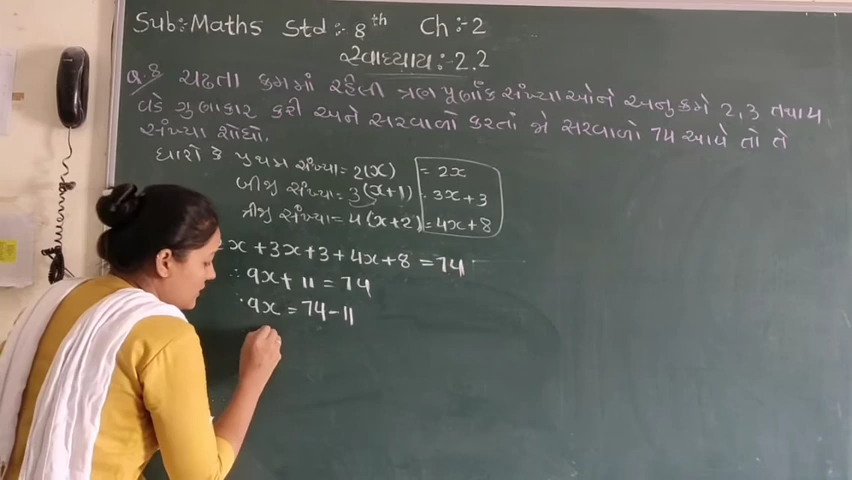 Sub:- Maths Std :- 8th Ch :- 2
સ્વાધ્યાય :- 2.2
Q.8 ચઢતા ક્રમમાં રહેલી ત્રણ પૂર્ણાંક સંખ્યાઓને અનુક્રમે 2, 3 તથા 4
વડે ગુણાકાર કરી અને સરવાળો કરતાં જો સરવાળો 74 આવે તો તે
સંખ્યા શોધો.
ધારો કે પ્રથમ સંખ્યા = 2(x) = 2x
બીજી સંખ્યા = 3(x+1) = 3x+3
ત્રીજી સંખ્યા = 4(x+2) = 4x+8
x + 3x + 3 + 4x + 8 = 74
∴ 9x + 11 = 74
∴ 9x = 74 - 11